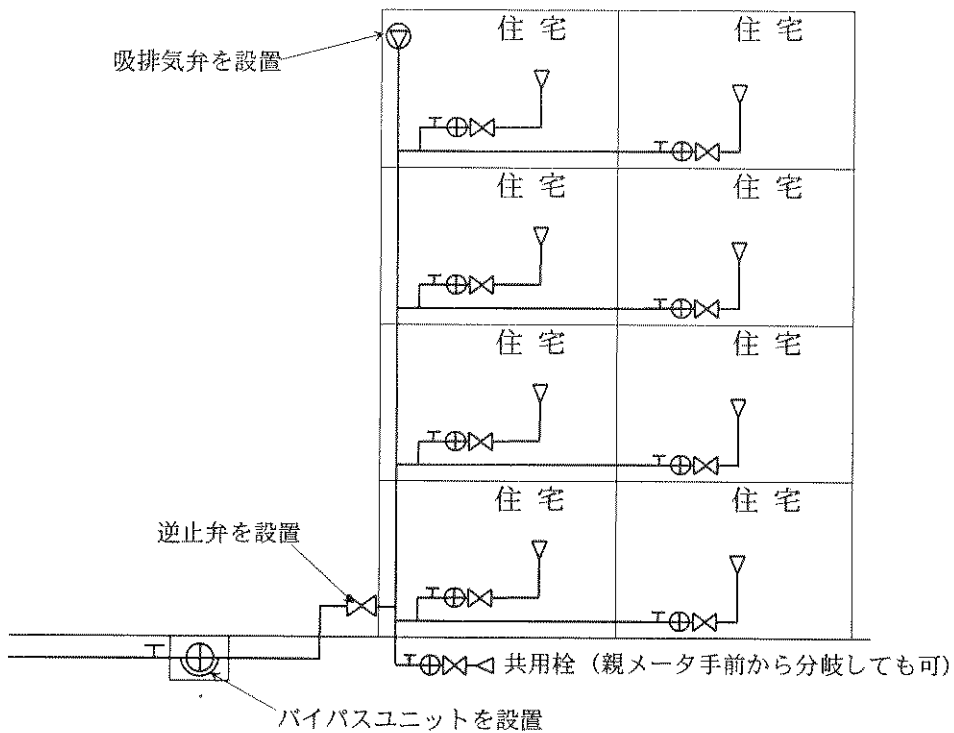 住宅 住宅
吸排気弁を設置
住宅 住宅
住宅 住宅
住宅 住宅
逆止弁を設置
共用栓（親メータ手前から分岐しても可）
バイパスユニットを設置